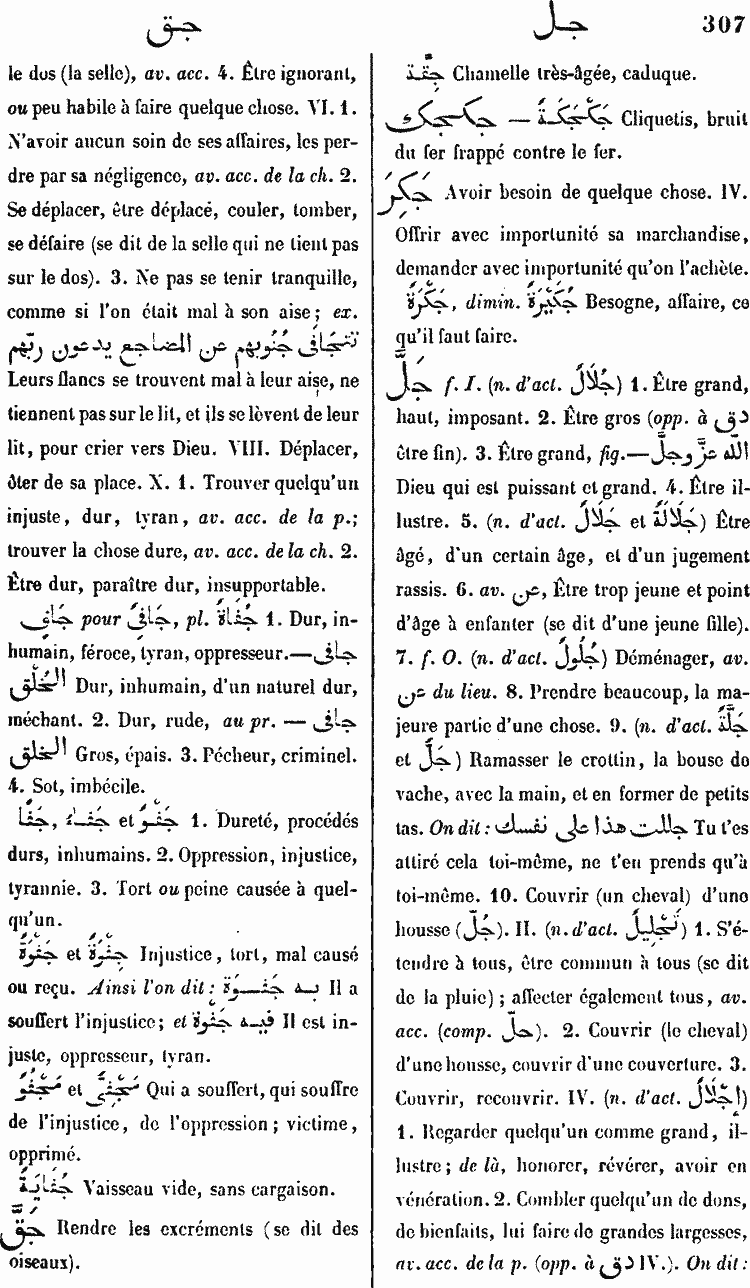 جق
جل
307
le dos (la selle), av. acc. 4. Être ignorant,
ou peu habile à faire quelque chose. VI. 1.
N'avoir aucun soin de ses affaires, les per-
dre par sa négligence, av. acc. de la ch. 2.
Se déplacer, être déplacé, couler, tomber,
se défaire (se dit de la selle qui ne tient pas
sur le dos). 3. Ne pas se tenir tranquille,
comme si l'on était mal à son aise; ex.
تتجافى جُنُوبهم عن المضاجع يدعون ربّهم
Leurs flancs se trouvent mal à leur aise, ne
tiennent pas sur le lit, et ils se lèvent de leur
lit, pour crier vers Dieu. VIII. Déplacer,
ôter de sa place. X. 1. Trouver quelqu'un
injuste, dur, tyran, av. acc. de la p.;
trouver la chose dure, av. acc. de la ch. 2.
Être dur, paraître dur, insupportable.
جَافٍ pour جَافِىٌ, pl. جُفَاةٌ 1. Dur, in-
humain, féroce, tyran, oppresseur.—جافى
الخُلُق Dur, inhumain, d'un naturel dur,
méchant. 2. Dur, rude, au pr. — جافى
الخلق Gros, épais. 3. Pécheur, criminel.
4. Sot, imbécile.
جَفًا, جَفَاءٌ et جَفْوٌ 1. Dureté, procédés
durs, inhumains. 2. Oppression, injustice,
tyrannie. 3. Tort ou peine causée à quel-
qu'un.
جَفْوَةٌ et جِفْوَةٌ Injustice, tort, mal causé
ou reçu. Ainsi l'on dit: به جَفْوَةٌ Il a
souffert l'injustice; et فيه جَفْوة Il est in-
juste, oppresseur, tyran.
مَجْفُوٌّ et مَجْفِىٌّ Qui a souffert, qui souffre
de l'injustice, de l'oppression; victime,
opprimé.
جُفَايَةٌ Vaisseau vide, sans cargaison.
جَقَّ Rendre les excréments (se dit des
oiseaux).
جِقَّة Chamelle très-âgée, caduque.
جكجك — جَكْجَكَةٌ Cliquetis, bruit
du fer frappé contre le fer.
جَكِرَ Avoir besoin de quelque chose. IV.
Offrir avec importunité sa marchandise,
demander avec importunité qu'on l'achète.
جَكْرَةٌ, dimin. جُكَيْرَةٌ Besogne, affaire, ce
qu'il faut faire.
جَلَّ f. I. (n. d'act. جَلَالٌ) 1. Être grand,
haut, imposant. 2. Être gros (opp. à دق
être fin). 3. Être grand, fig.—الله عزّ وجلّ
Dieu qui est puissant et grand. 4. Être il-
lustre. 5. (n. d'act. جَلَالَةٌ et جَلَالٌ) Être
âgé, d'un certain âge, et d'un jugement
rassis. 6. av. عن, Être trop jeune et point
d'âge à enfanter (se dit d'une jeune fille).
7. f. O. (n. d'act. جُلُولٌ) Déménager, av.
عن du lieu. 8. Prendre beaucoup, la ma-
jeure partie d'une chose. 9. (n. d'act. جَلَّةٌ
et جَلٌّ) Ramasser le crottin, la bouse de
vache, avec la main, et en former de petits
tas. On dit: جللت هذا على نفسك Tu t'es
attiré cela toi-même, ne t'en prends qu'à
toi-même. 10. Couvrir (un cheval) d'une
housse (جُلٌّ). II. (n. d'act. تَجْلِيلٌ) 1. S'é-
tendre à tous, être commun à tous (se dit
de la pluie); affecter également tous, av.
acc. (comp. حلّ). 2. Couvrir (le cheval)
d'une housse, couvrir d'une couverture. 3.
Couvrir, recouvrir. IV. (n. d'act. إِجْلَالٌ)
1. Regarder quelqu'un comme grand, il-
lustre; de là, honorer, révérer, avoir en
vénération. 2. Combler quelqu'un de dons,
de bienfaits, lui faire de grandes largesses,
av. acc. de la p. (opp. à دق IV.). On dit: